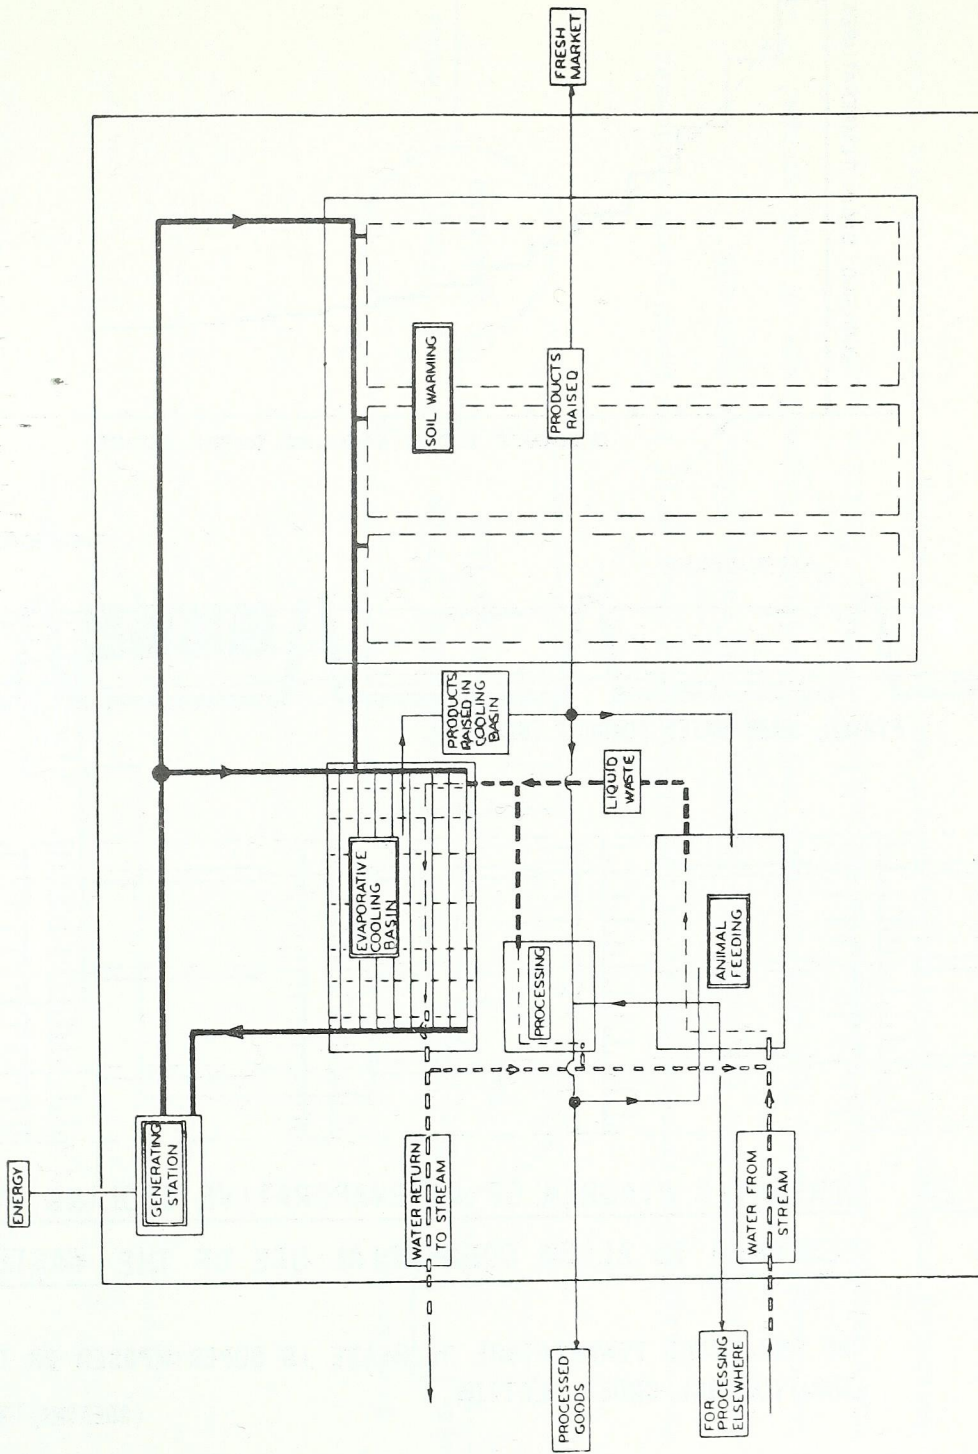 ENERGY
GENERATING
STATION
EVAPORATIVE
COOLING
BASIN
PRODUCTS
RAISED IN
COOLING
BASIN
SOIL WARMING
PRODUCTS
RAISED
FRESH
MARKET
WATER RETURN
TO STREAM
PROCESSING
LIQUID
WASTE
ANIMAL
FEEDING
WATER FROM
STREAM
PROCESSED
GOODS
FOR
PROCESSING
ELSEWHERE